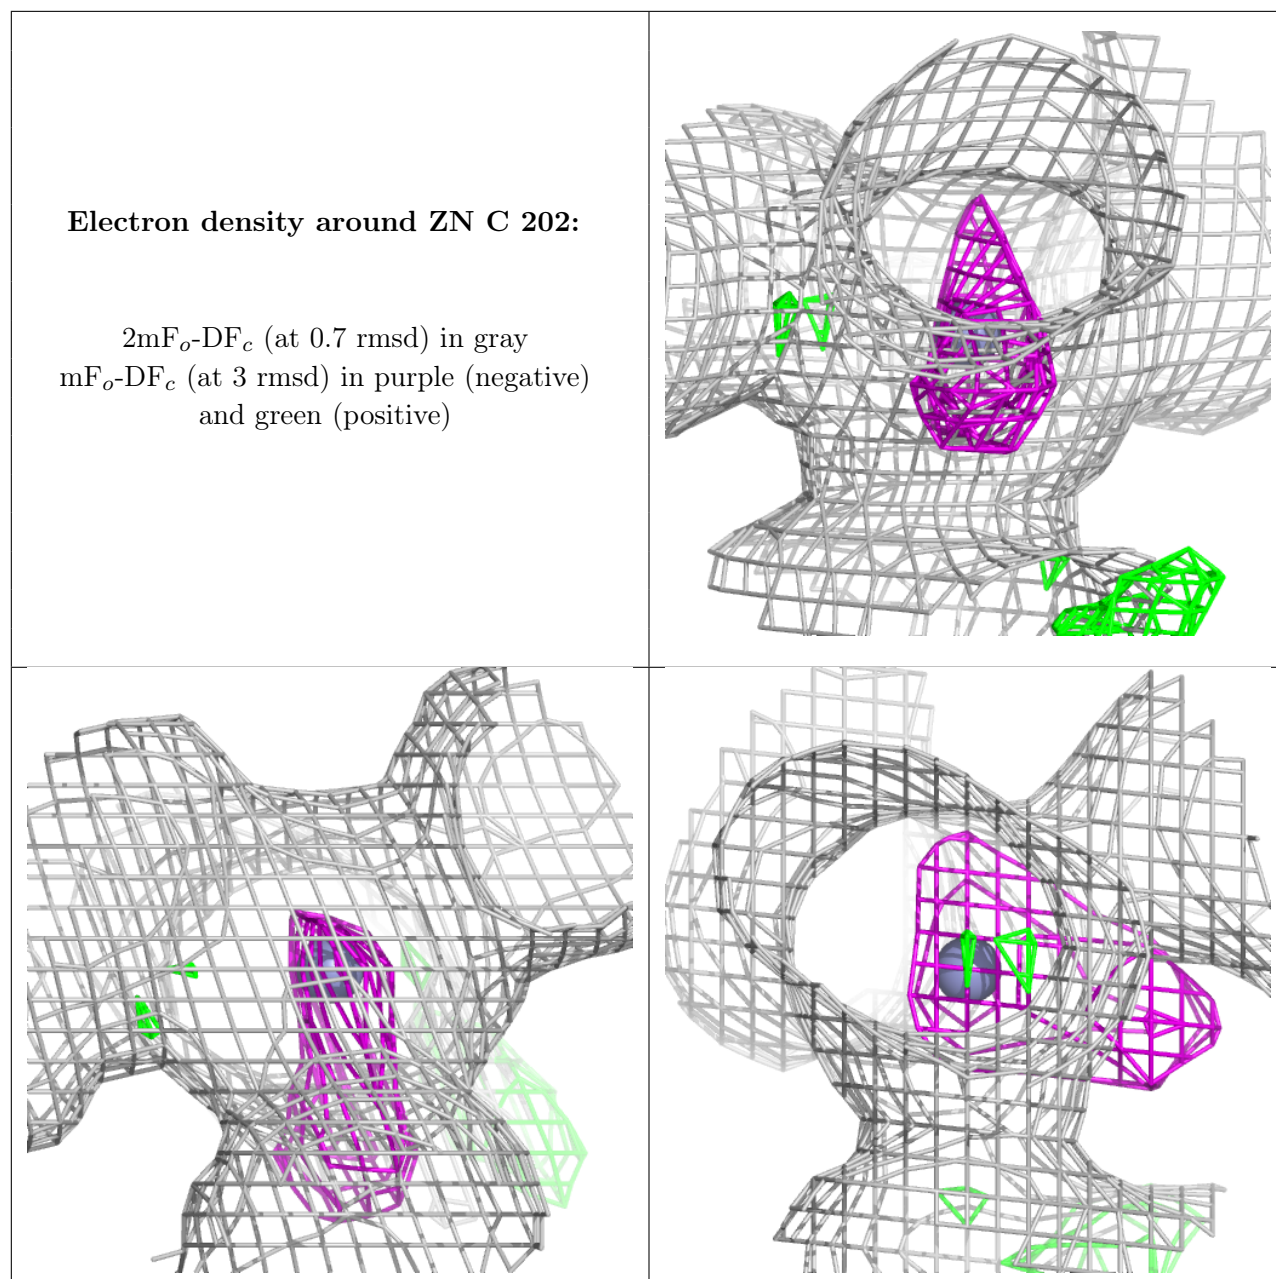 Electron density around ZN C 202:
2mFo-DFc (at 0.7 rmsd) in gray
mFo-DFc (at 3 rmsd) in purple (negative)
and green (positive)